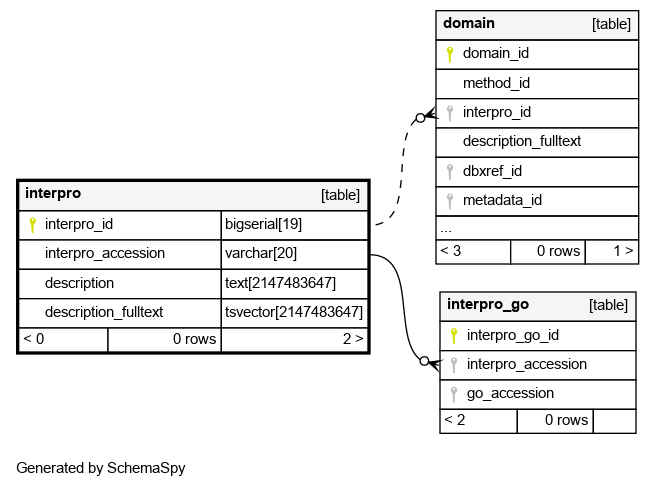 domain [table]
domain_id
method_id
interpro_id
description_fulltext
dbxref_id
metadata_id
...
< 3 0 rows 1 >
interpro [table]
interpro_id bigserial[19]
interpro_accession varchar[20]
description text[2147483647]
description_fulltext tsvector[2147483647]
< 0 0 rows 2 >
interpro_go [table]
interpro_go_id
interpro_accession
go_accession
< 2 0 rows
Generated by SchemaSpy